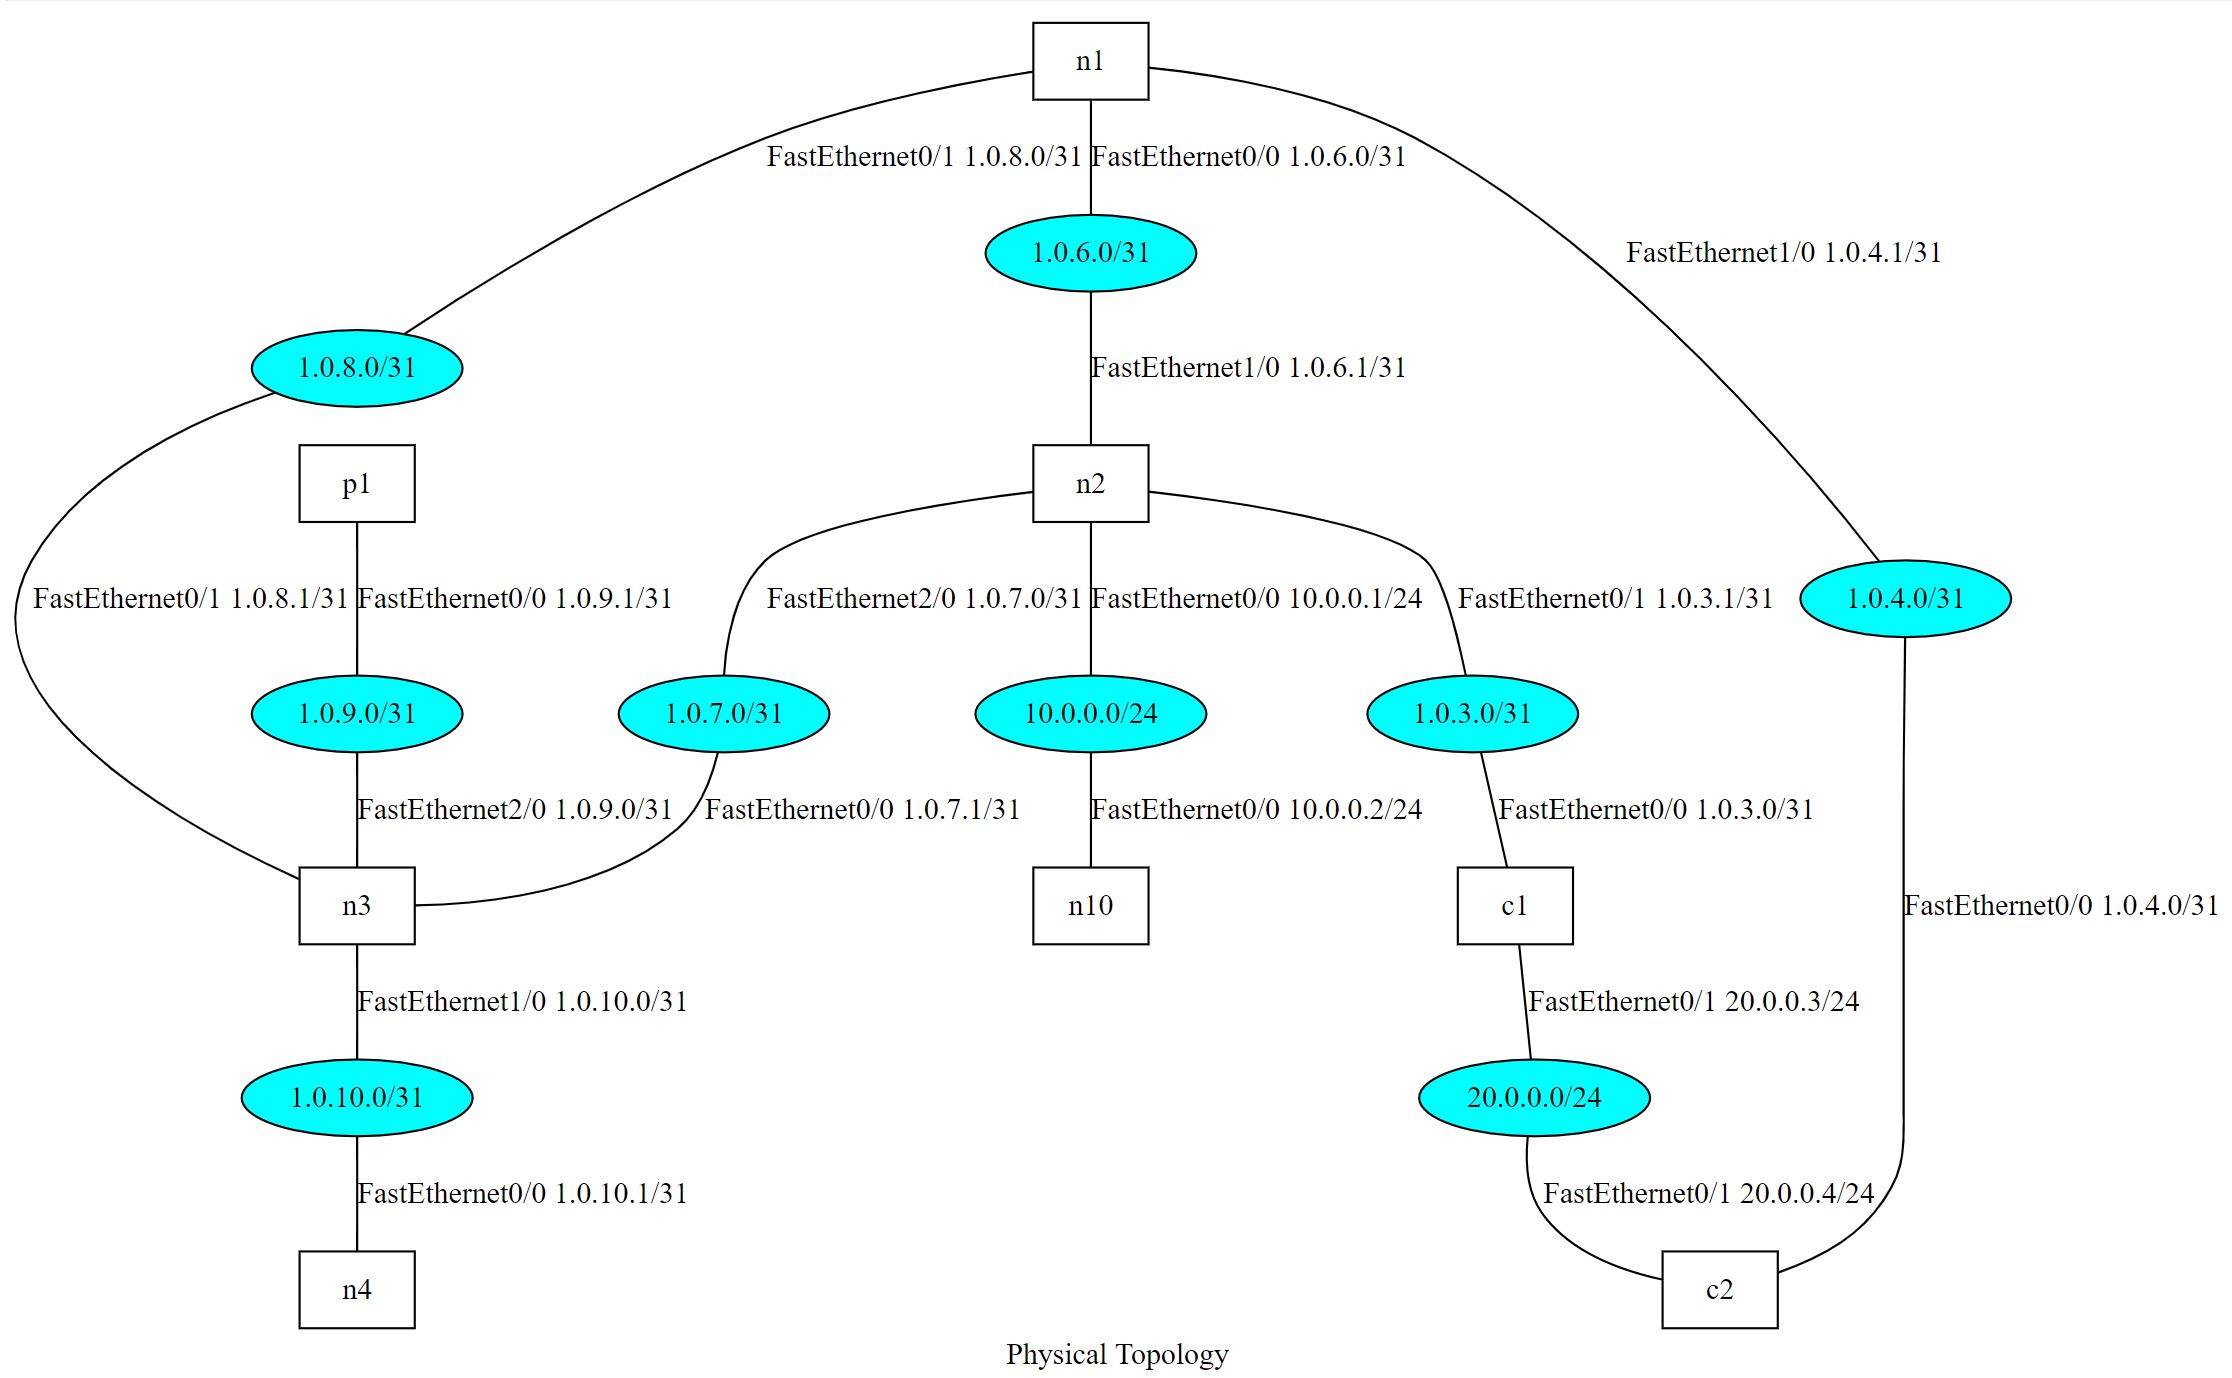 n1
FastEthernet0/1 1.0.8.0/31
FastEthernet0/0 1.0.6.0/31
1.0.6.0/31
FastEthernet1/0 1.0.4.1/31
1.0.8.0/31
FastEthernet1/0 1.0.6.1/31
p1
n2
FastEthernet0/1 1.0.8.1/31
FastEthernet0/0 1.0.9.1/31
FastEthernet2/0 1.0.7.0/31
FastEthernet0/0 10.0.0.1/24
FastEthernet0/1 1.0.3.1/31
1.0.4.0/31
1.0.9.0/31
1.0.7.0/31
10.0.0.0/24
1.0.3.0/31
FastEthernet2/0 1.0.9.0/31
FastEthernet0/0 1.0.7.1/31
FastEthernet0/0 10.0.0.2/24
FastEthernet0/0 1.0.3.0/31
n3
n10
c1
FastEthernet0/0 1.0.4.0/31
FastEthernet1/0 1.0.10.0/31
FastEthernet0/1 20.0.0.3/24
1.0.10.0/31
20.0.0.0/24
FastEthernet0/0 1.0.10.1/31
FastEthernet0/1 20.0.0.4/24
n4
c2
Physical Topology